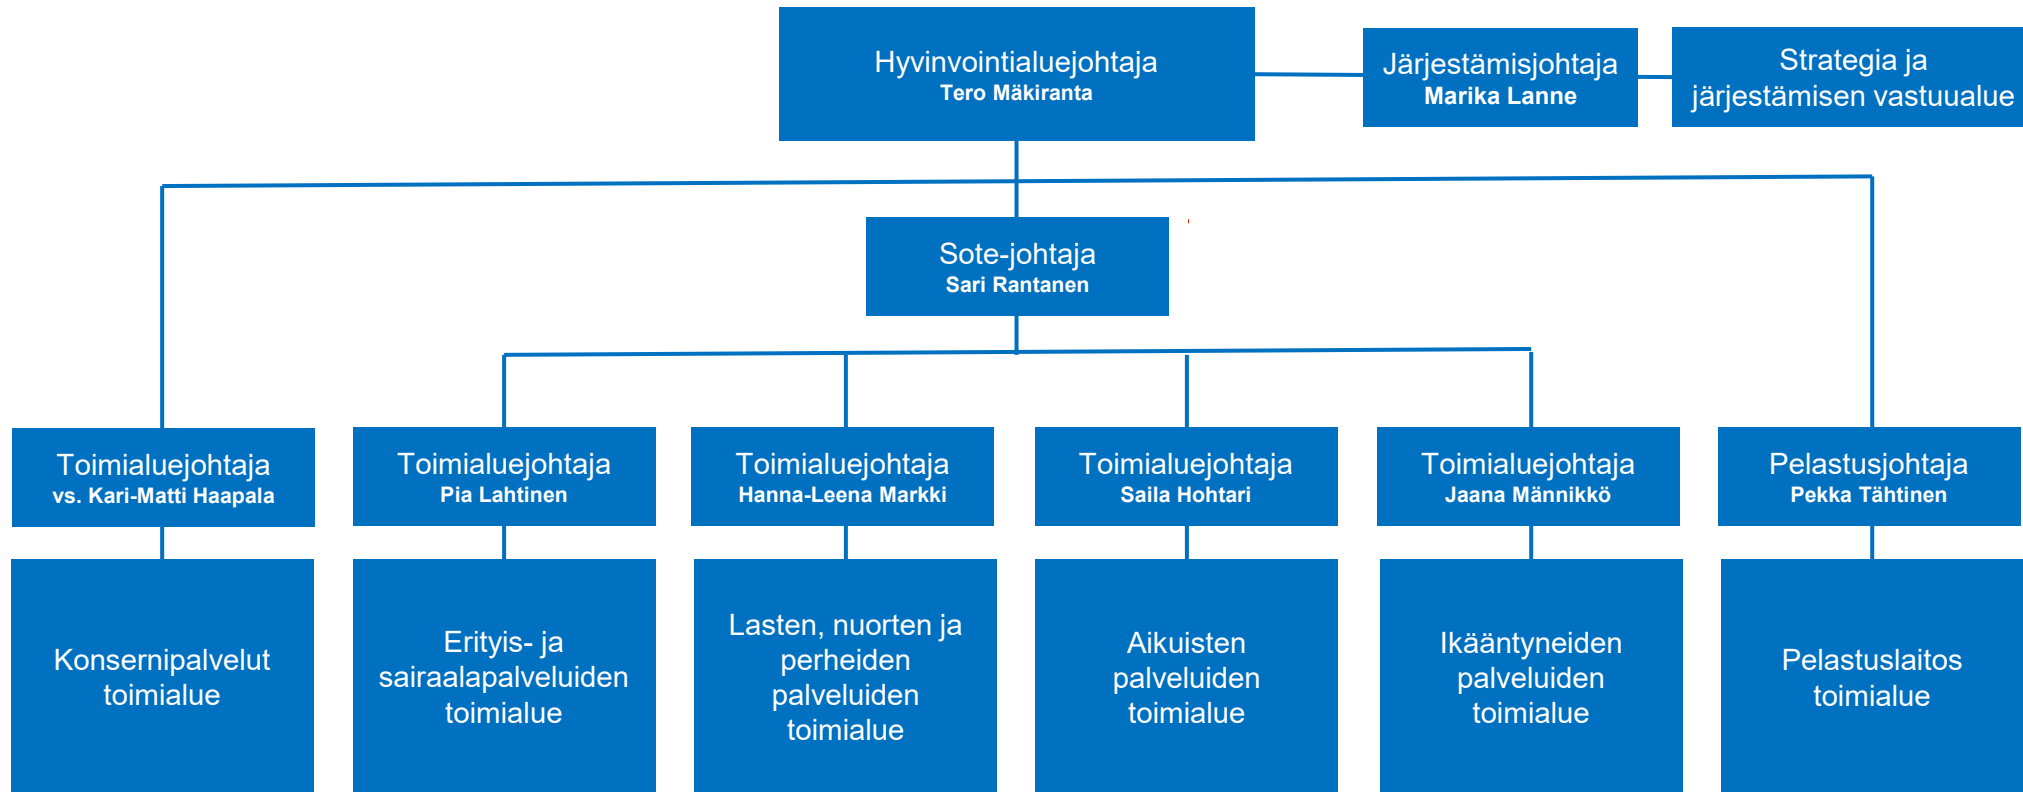 Hyvinvointialuejohtaja
Tero Mäkiranta
Järjestämisjohtaja
Marika Lanne
Strategia ja
järjestämisen vastuualue
Sote-johtaja
Sari Rantanen
Toimialuejohtaja
vs. Kari-Matti Haapala
Toimialuejohtaja
Pia Lahtinen
Toimialuejohtaja
Hanna-Leena Markki
Toimialuejohtaja
Saila Hohtari
Toimialuejohtaja
Jaana Männikkö
Pelastusjohtaja
Pekka Tähtinen
Konsernipalvelut
toimialue
Erityis- ja
sairaalapalveluiden
toimialue
Lasten, nuorten ja
perheiden
palveluiden
toimialue
Aikuisten
palveluiden
toimialue
Ikääntyneiden
palveluiden
toimialue
Pelastuslaitos
toimialue